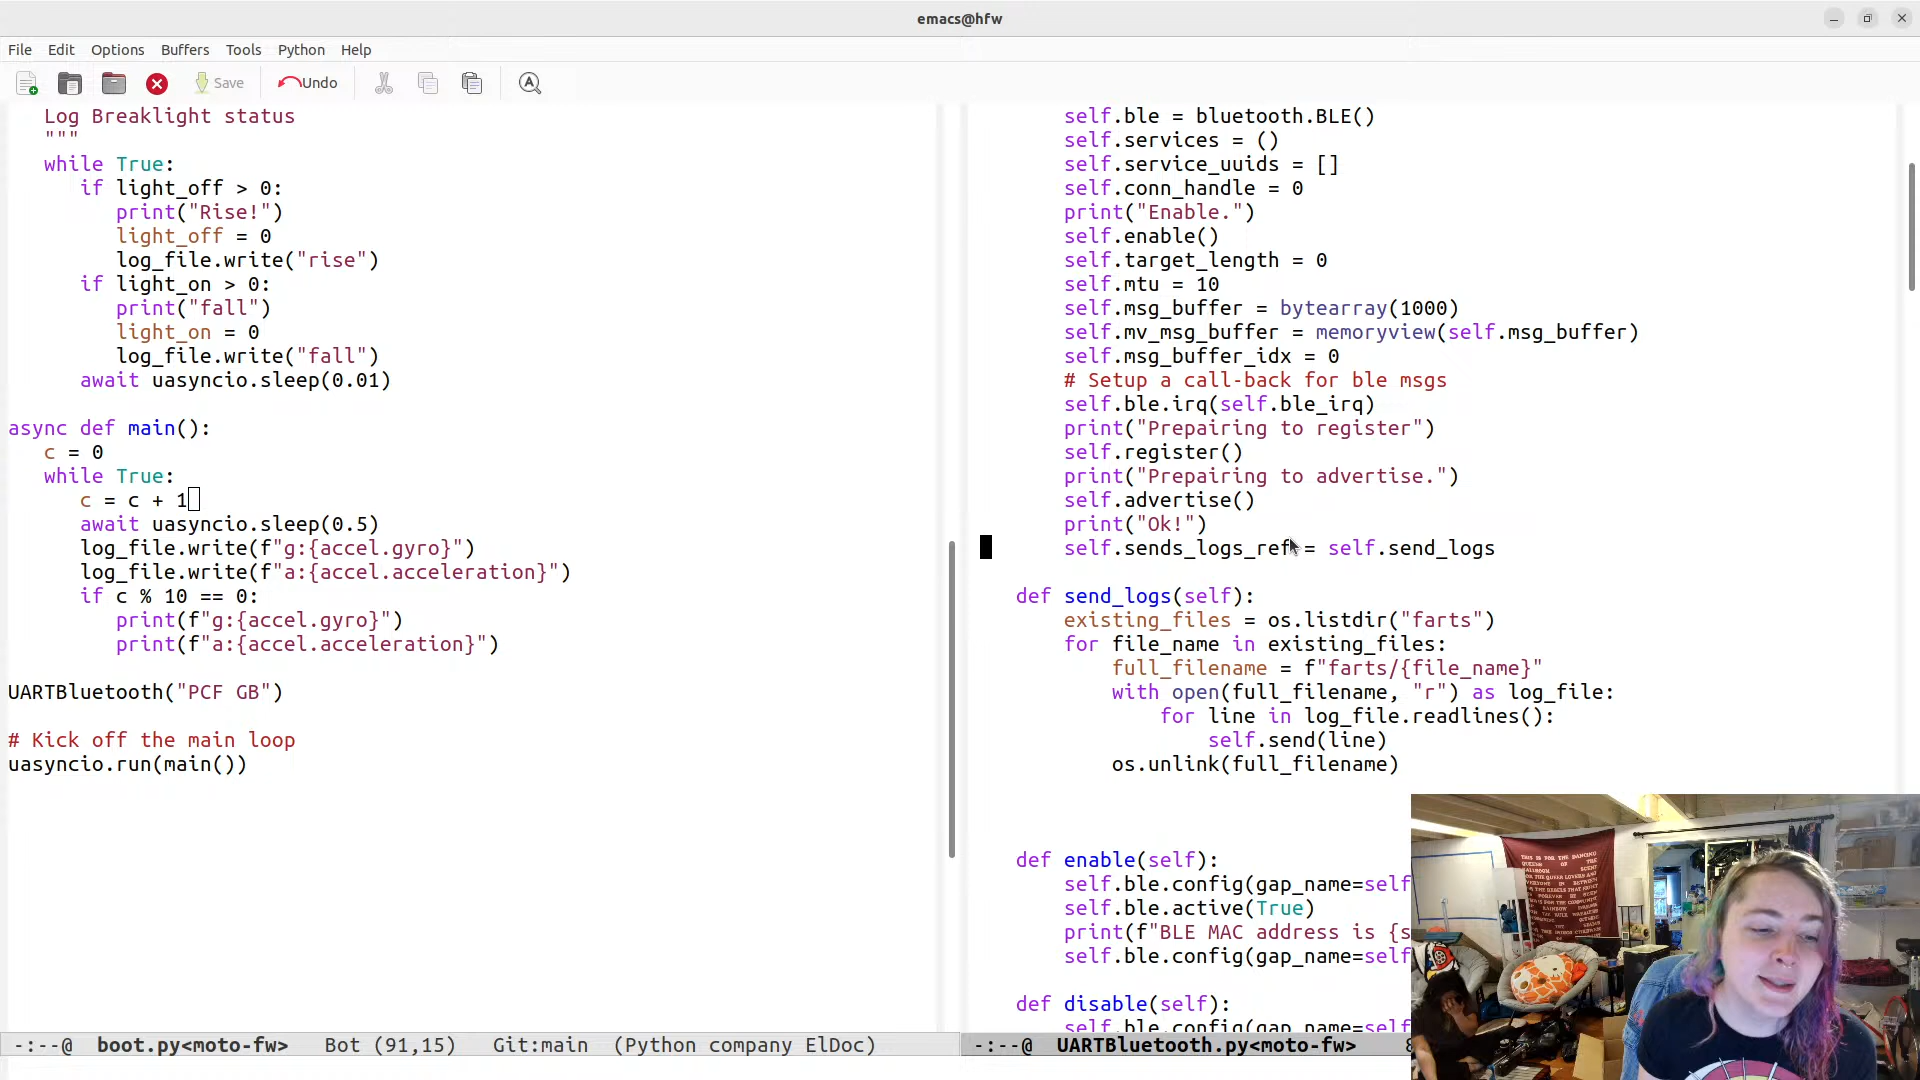 emacs@hfw
File Edit Options Buffers Tools Python Help
Save Undo
Log Breaklight status
"""
while True:
if light_off > 0:
print("Rise!")
light_off = 0
log_file.write("rise")
if light_on > 0:
print("fall")
light_on = 0
log_file.write("fall")
await uasyncio.sleep(0.01)
async def main():
c = 0
while True:
c = c + 1
await uasyncio.sleep(0.5)
log_file.write(f"g:{accel.gyro}")
log_file.write(f"a:{accel.acceleration}")
if c % 10 == 0:
print(f"g:{accel.gyro}")
print(f"a:{accel.acceleration}")
UARTBluetooth("PCF GB")
# Kick off the main loop
uasyncio.run(main())
-:--@ boot.py<moto-fw> Bot (91,15) Git:main (Python company ElDoc)
self.ble = bluetooth.BLE()
self.services = ()
self.service_uuids = []
self.conn_handle = 0
print("Enable.")
self.enable()
self.target_length = 0
self.mtu = 10
self.msg_buffer = bytearray(1000)
self.mv_msg_buffer = memoryview(self.msg_buffer)
self.msg_buffer_idx = 0
# Setup a call-back for ble msgs
self.ble.irq(self.ble_irq)
print("Prepairing to register")
self.register()
print("Prepairing to advertise.")
self.advertise()
print("Ok!")
self.sends_logs_ref = self.send_logs
def send_logs(self):
existing_files = os.listdir("farts")
for file_name in existing_files:
full_filename = f"farts/{file_name}"
with open(full_filename, "r") as log_file:
for line in log_file.readlines():
self.send(line)
os.unlink(full_filename)
def enable(self):
self.ble.config(gap_name=self
self.ble.active(True)
print(f"BLE MAC address is {s
self.ble.config(gap_name=self
def disable(self):
self.ble.config(gap_name=self
-:--@ UARTBluetooth.py<moto-fw> 8
THIS IS FOR THE DANCING